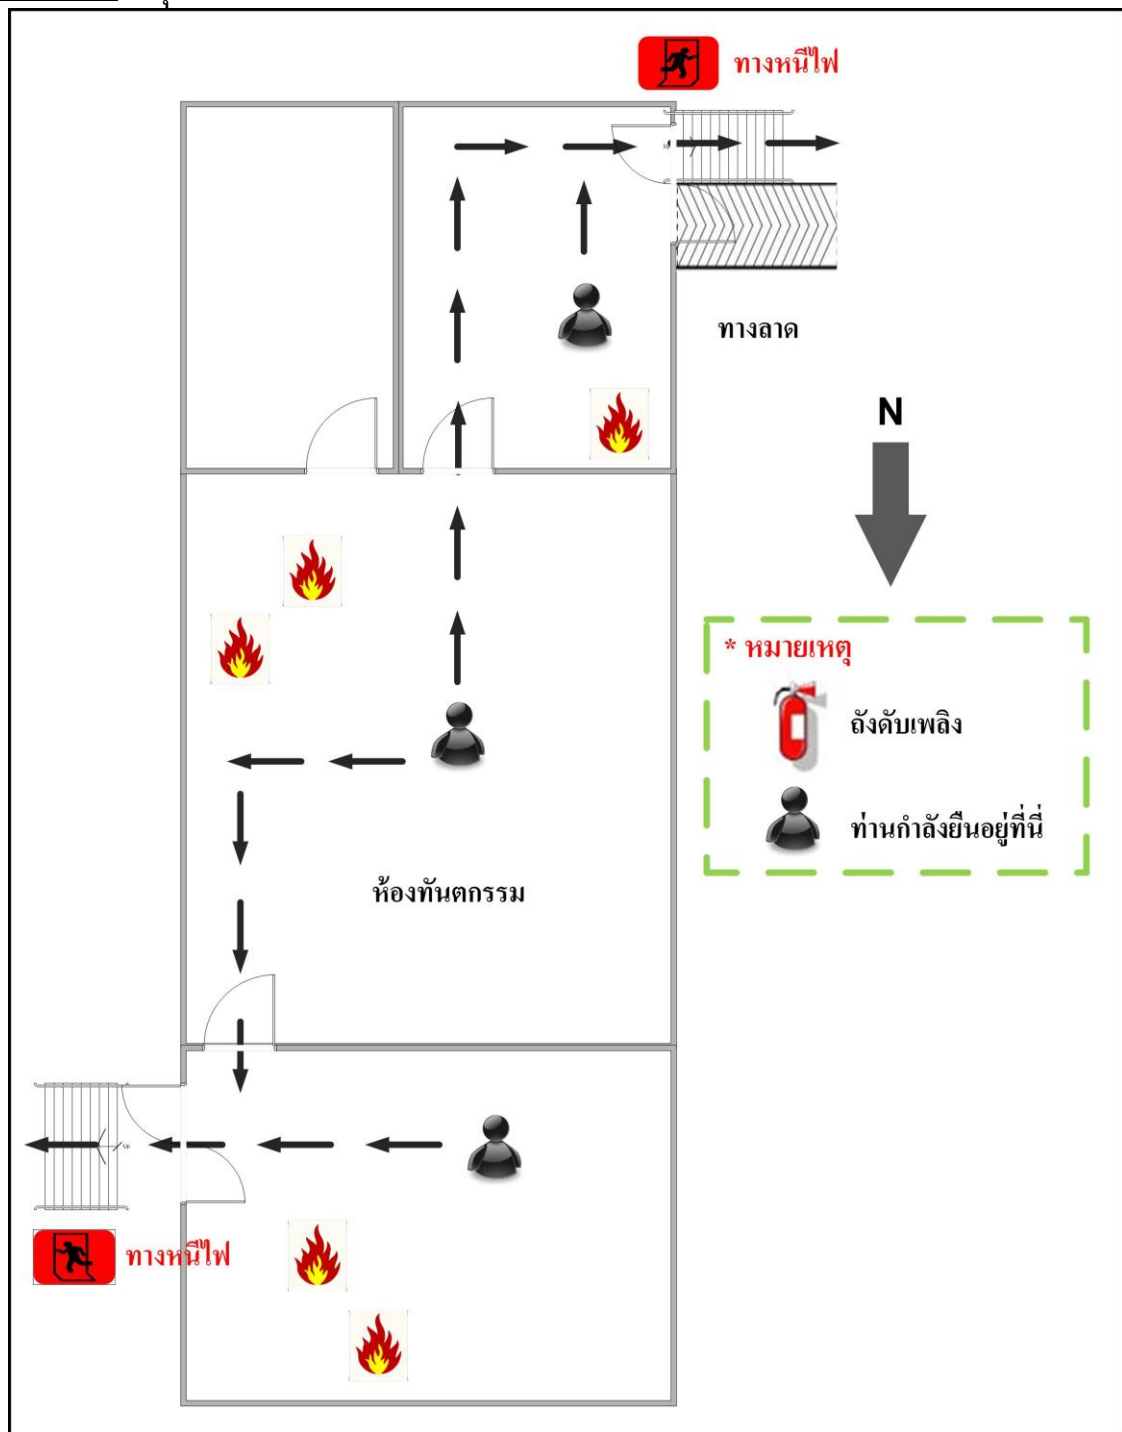 ทางหนีไฟ
ทางลาด
N
* หมายเหตุ
ถังดับเพลิง
ท่านกำลังยืนอยู่ที่นี่
ห้องทันตกรรม
Up
ทางหนีไฟ